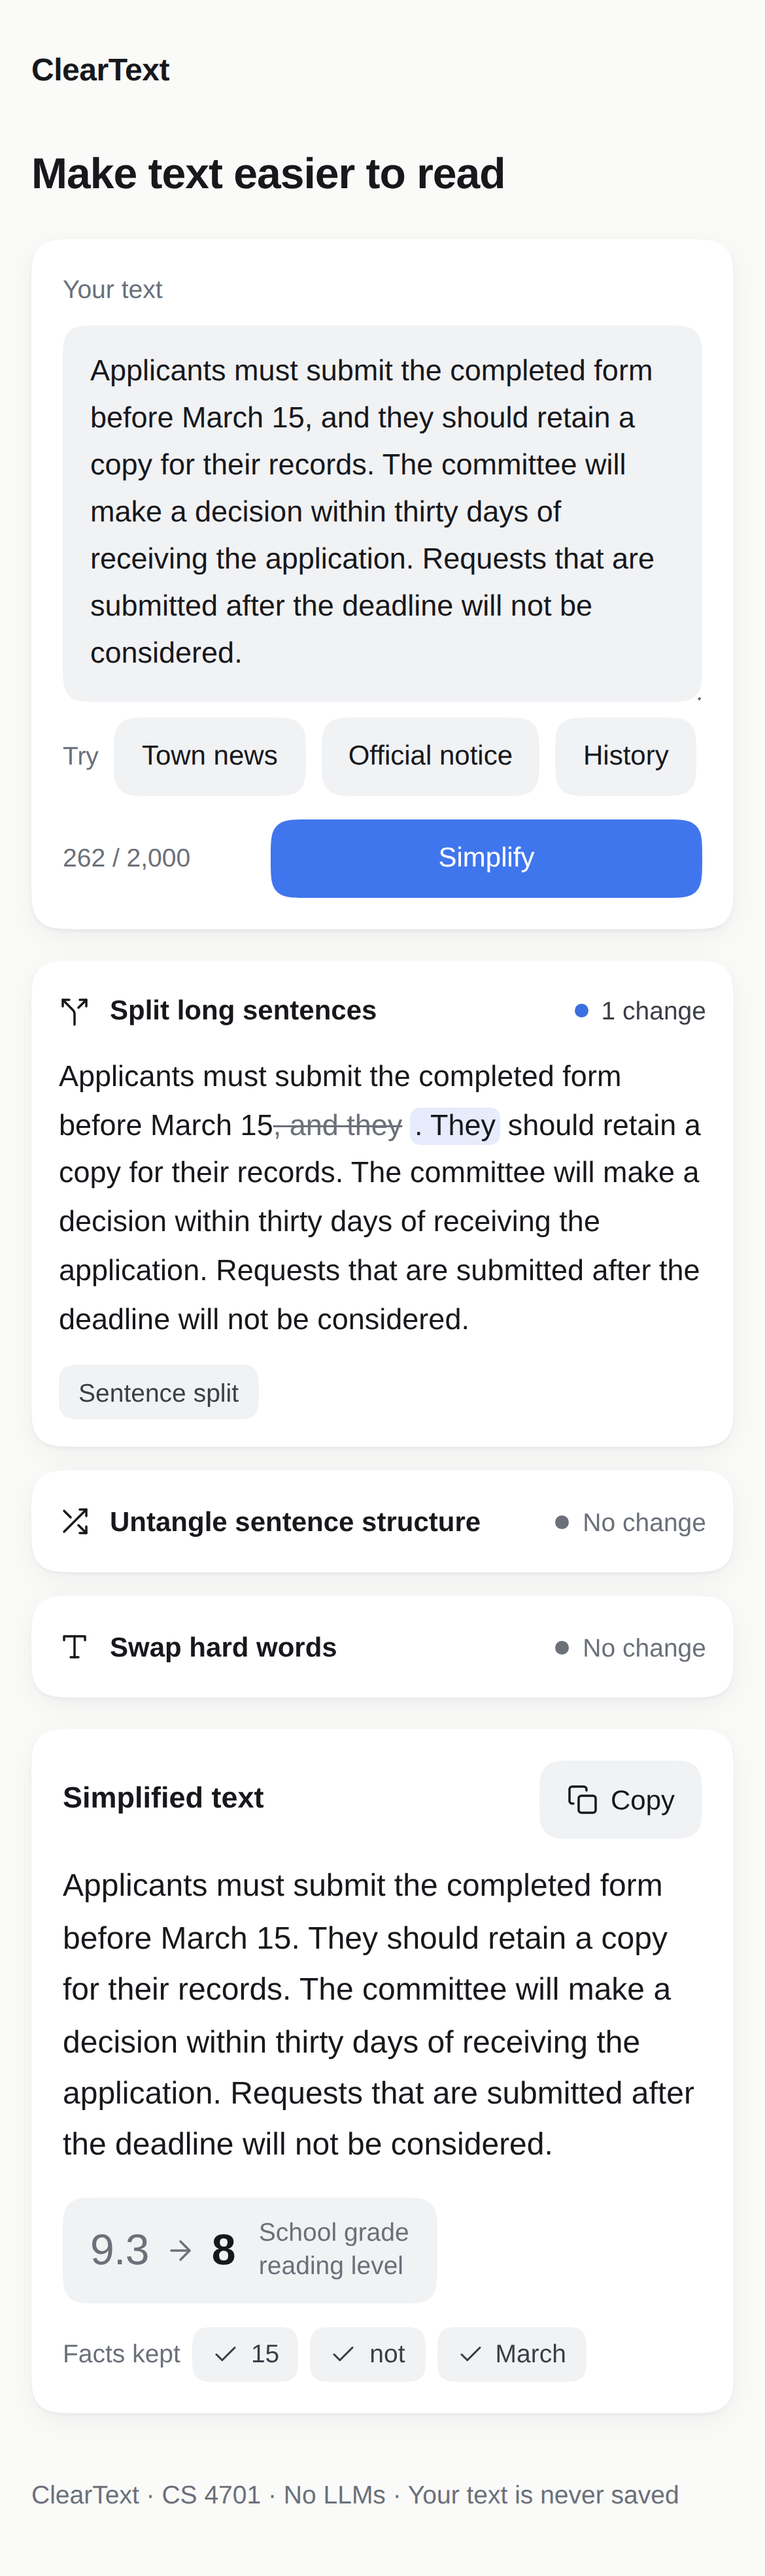 ClearText
Make text easier to read
Your text
Applicants must submit the completed form
before March 15, and they should retain a
copy for their records. The committee will
make a decision within thirty days of
receiving the application. Requests that are
submitted after the deadline will not be
considered.
Try Town news Official notice History
262 / 2,000 Simplify
Split long sentences 1 change
Applicants must submit the completed form
before March 15, and they . They should retain a
copy for their records. The committee will make a
decision within thirty days of receiving the
application. Requests that are submitted after the
deadline will not be considered.
Sentence split
Untangle sentence structure No change
Swap hard words No change
Simplified text Copy
Applicants must submit the completed form
before March 15. They should retain a copy
for their records. The committee will make a
decision within thirty days of receiving the
application. Requests that are submitted after
the deadline will not be considered.
9.3 → 8 School grade
reading level
Facts kept 15 not March
ClearText · CS 4701 · No LLMs · Your text is never saved